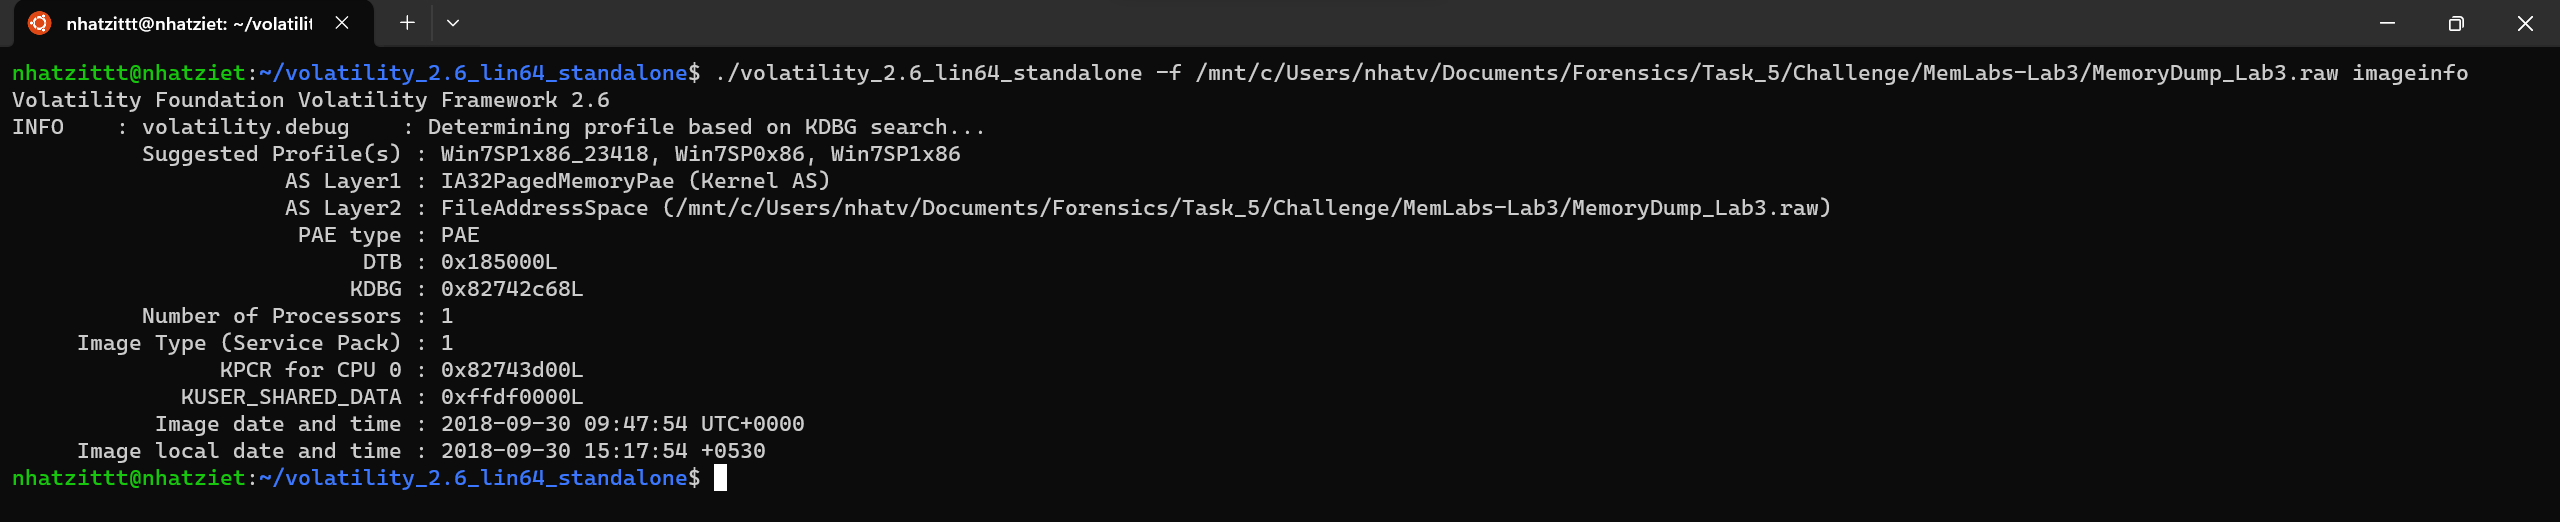 nhatzittt@nhatziet: ~/volatilit
nhatzittt@nhatziet:~/volatility_2.6_lin64_standalone$ ./volatility_2.6_lin64_standalone -f /mnt/c/Users/nhatv/Documents/Forensics/Task_5/Challenge/MemLabs-Lab3/MemoryDump_Lab3.raw imageinfo
Volatility Foundation Volatility Framework 2.6
INFO    : volatility.debug    : Determining profile based on KDBG search...
          Suggested Profile(s) : Win7SP1x86_23418, Win7SP0x86, Win7SP1x86
                     AS Layer1 : IA32PagedMemoryPae (Kernel AS)
                     AS Layer2 : FileAddressSpace (/mnt/c/Users/nhatv/Documents/Forensics/Task_5/Challenge/MemLabs-Lab3/MemoryDump_Lab3.raw)
                      PAE type : PAE
                           DTB : 0x185000L
                          KDBG : 0x82742c68L
          Number of Processors : 1
     Image Type (Service Pack) : 1
                KPCR for CPU 0 : 0x82743d00L
             KUSER_SHARED_DATA : 0xffdf0000L
           Image date and time : 2018-09-30 09:47:54 UTC+0000
     Image local date and time : 2018-09-30 15:17:54 +0530
nhatzittt@nhatziet:~/volatility_2.6_lin64_standalone$